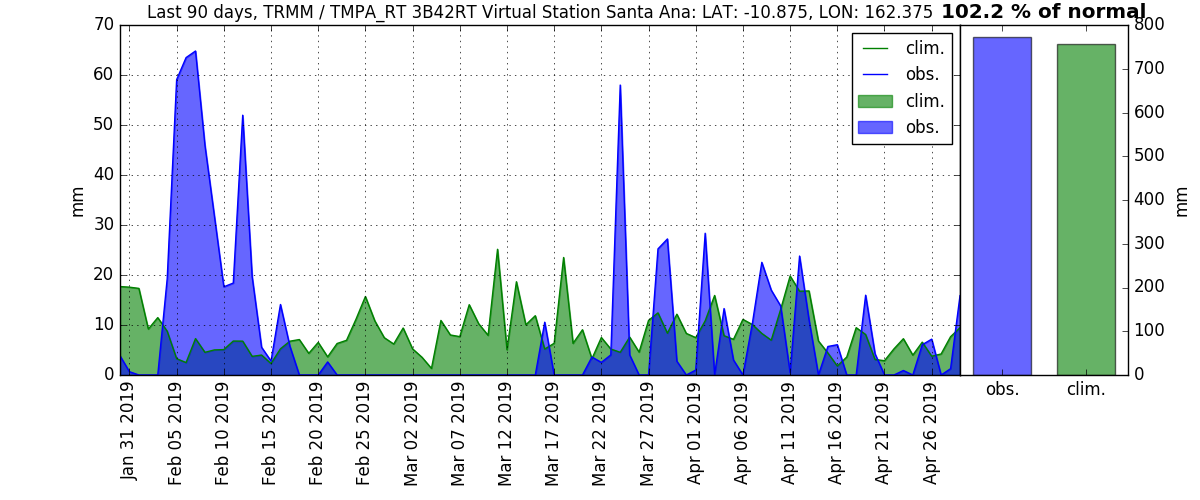 Last 90 days, TRMM / TMPA_RT 3B42RT Virtual Station Santa Ana: LAT: -10.875, LON: 162.375 102.2 % of normal
clim.
obs.
clim.
obs.
70
60
50
40
30
20
10
0
mm
800
700
600
500
400
300
200
100
0
mm
Jan 31 2019
Feb 05 2019
Feb 10 2019
Feb 15 2019
Feb 20 2019
Feb 25 2019
Mar 02 2019
Mar 07 2019
Mar 12 2019
Mar 17 2019
Mar 22 2019
Mar 27 2019
Apr 01 2019
Apr 06 2019
Apr 11 2019
Apr 16 2019
Apr 21 2019
Apr 26 2019
obs. clim.